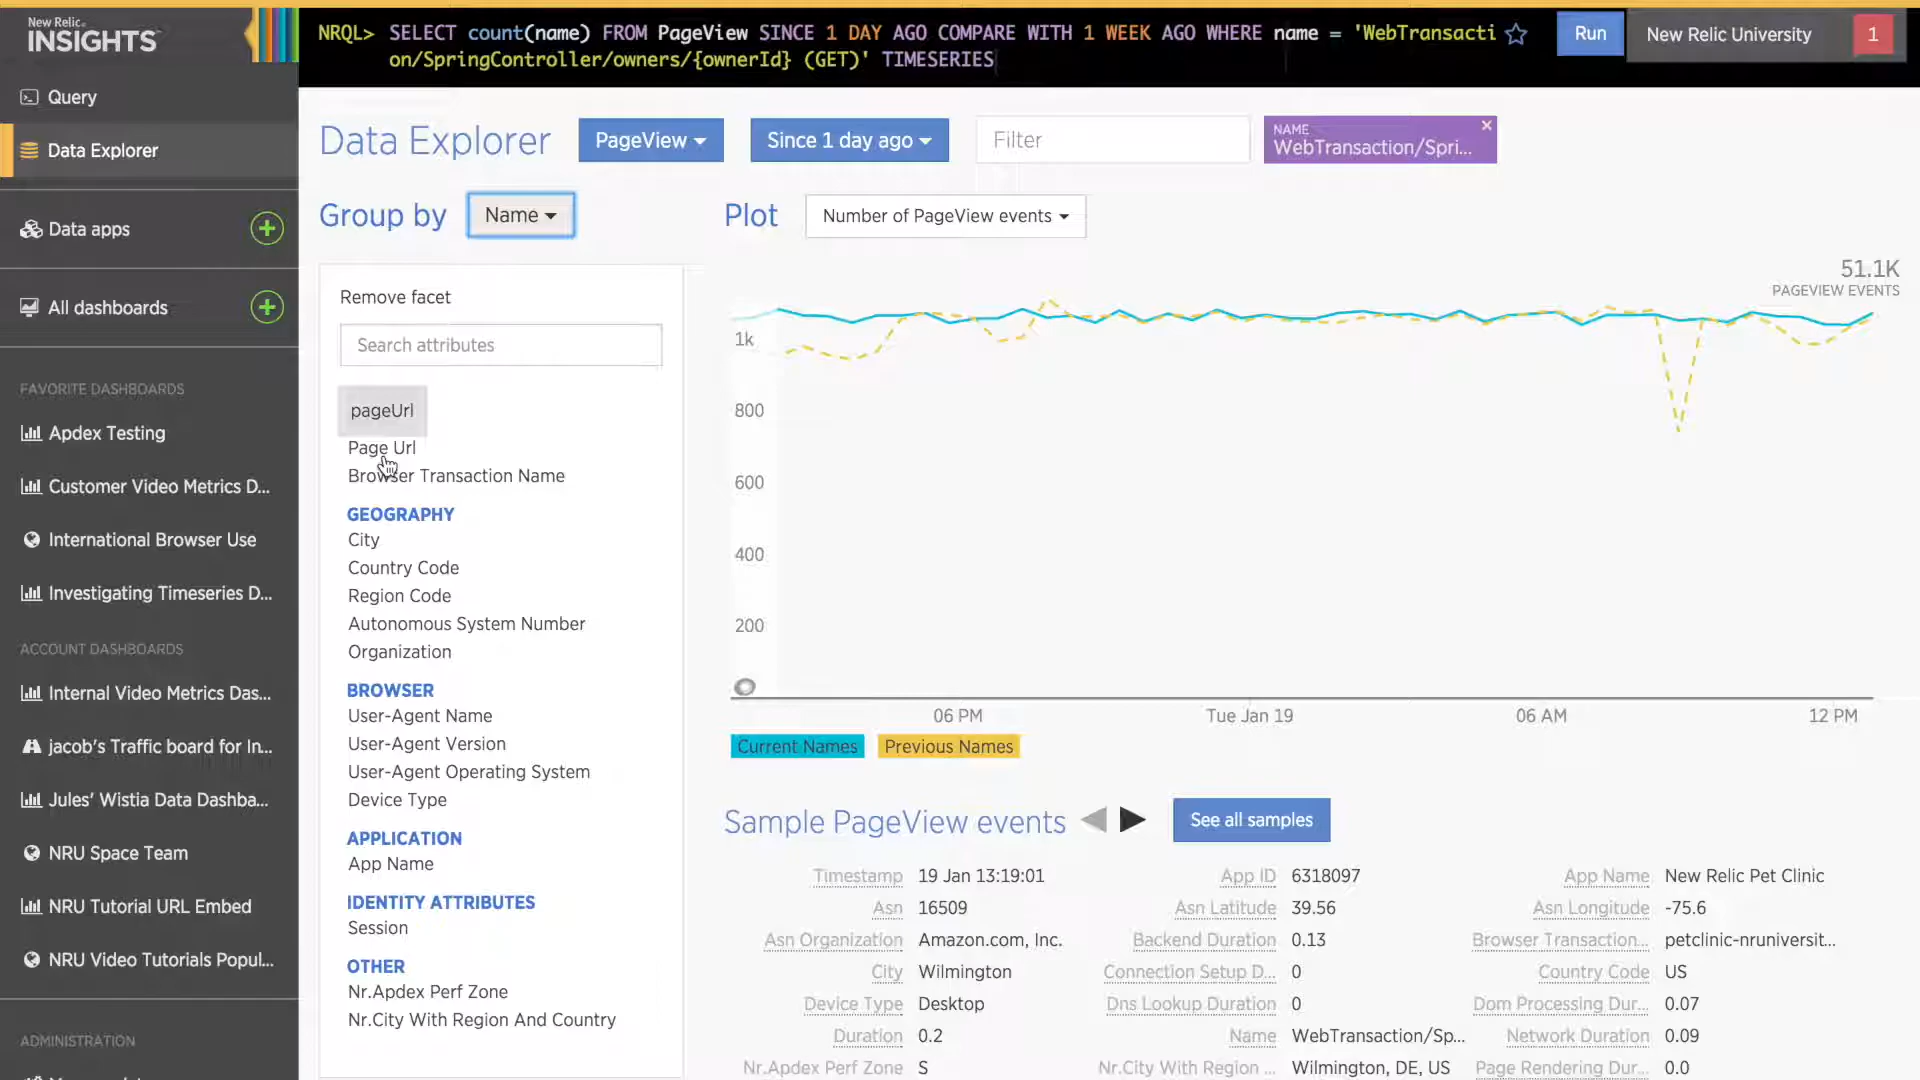 New Relic®
INSIGHTS
NRQL> SELECT count(name) FROM PageView SINCE 1 DAY AGO COMPARE WITH 1 WEEK AGO WHERE name = 'WebTransacti
on/SpringController/owners/{ownerId} (GET)' TIMESERIES
Run
New Relic University
1
Query
Data Explorer
Data apps
All dashboards
FAVORITE DASHBOARDS
Apdex Testing
Customer Video Metrics D...
International Browser Use
Investigating Timeseries D...
ACCOUNT DASHBOARDS
Internal Video Metrics Das...
jacob's Traffic board for In...
Jules' Wistia Data Dashba...
NRU Space Team
NRU Tutorial URL Embed
NRU Video Tutorials Popul...
ADMINISTRATION
Data Explorer
PageView
Since 1 day ago
Filter
NAME
WebTransaction/Spri...
Group by
Name
Remove facet
Search attributes
pageUrl
Page Url
Browser Transaction Name
GEOGRAPHY
City
Country Code
Region Code
Autonomous System Number
Organization
BROWSER
User-Agent Name
User-Agent Version
User-Agent Operating System
Device Type
APPLICATION
App Name
IDENTITY ATTRIBUTES
Session
OTHER
Nr.Apdex Perf Zone
Nr.City With Region And Country
Plot
Number of PageView events
51.1K
PAGEVIEW EVENTS
1k
800
600
400
200
06 PM
Tue Jan 19
06 AM
12 PM
Current Names
Previous Names
Sample PageView events
See all samples
Timestamp 19 Jan 13:19:01 App ID 6318097 App Name New Relic Pet Clinic
Asn 16509 Asn Latitude 39.56 Asn Longitude -75.6
Asn Organization Amazon.com, Inc. Backend Duration 0.13 Browser Transaction... petclinic-nruniversit...
City Wilmington Connection Setup D... 0 Country Code US
Device Type Desktop Dns Lookup Duration 0 Dom Processing Dur... 0.07
Duration 0.2 Name WebTransaction/Sp... Network Duration 0.09
Nr.Apdex Perf Zone S Nr.City With Region ... Wilmington, DE, US Page Rendering Dur... 0.0